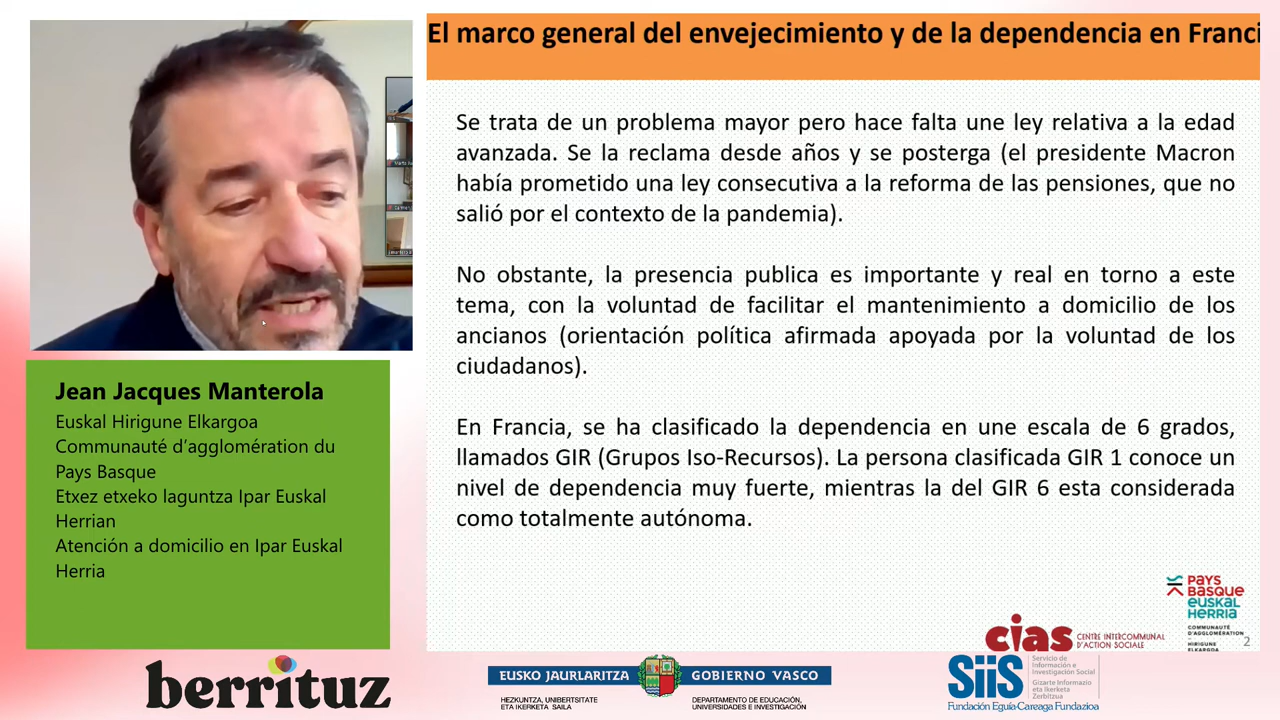 El marco general del envejecimiento y de la dependencia en Franci
Se trata de un problema mayor pero hace falta une ley relativa a la edad
avanzada. Se la reclama desde años y se posterga (el presidente Macron
había prometido una ley consecutiva a la reforma de las pensiones, que no
salió por el contexto de la pandemia).
No obstante, la presencia publica es importante y real en torno a este
tema, con la voluntad de facilitar el mantenimiento a domicilio de los
ancianos (orientación política afirmada apoyada por la voluntad de los
ciudadanos).
En Francia, se ha clasificado la dependencia en une escala de 6 grados,
llamados GIR (Grupos Iso-Recursos). La persona clasificada GIR 1 conoce un
nivel de dependencia muy fuerte, mientras la del GIR 6 esta considerada
como totalmente autónoma.
Jean Jacques Manterola
Euskal Hirigune Elkargoa
Communauté d'agglomération du
Pays Basque
Etxez etxeko laguntza Ipar Euskal
Herrian
Atención a domicilio en Ipar Euskal
Herria
PAYS
BASQUE
EUSKAL
HERRIA
COMMUNAUTÉ
D'AGGLOMÉRATION
HIRIGUNE
ELKARGOA
2
cias CENTRE INTERCOMMUNAL
D'ACTION SOCIALE
berrituz
EUSKO JAURLARITZA GOBIERNO VASCO
HEZKUNTZA, UNIBERTSITATE
ETA IKERKETA SAILA
DEPARTAMENTO DE EDUCACIÓN,
UNIVERSIDADES E INVESTIGACIÓN
SiiS
Servicio de
Información e
Investigación Social
Gizarte Informazio
eta Ikerketa
Zerbitzua
Fundación Eguía-Careaga Fundazioa